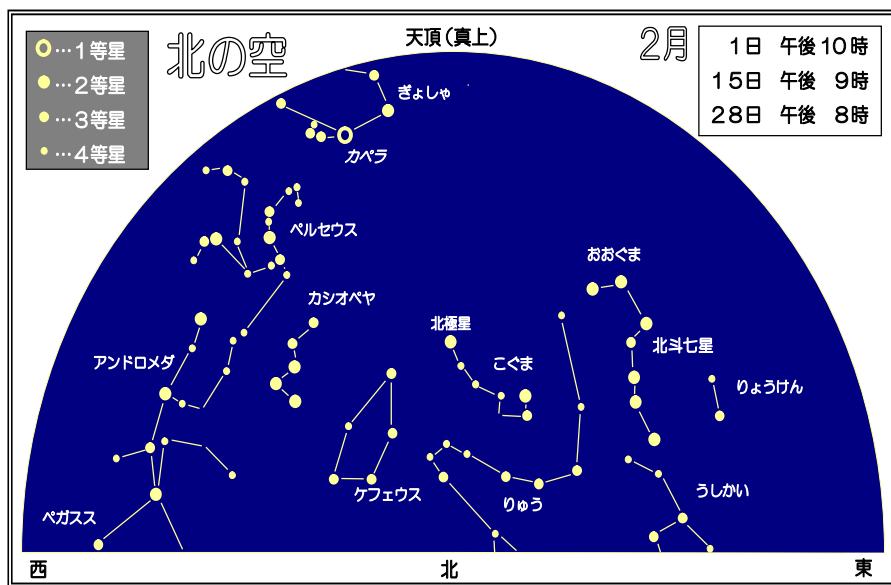 北の空
天頂(真上)
2月
1日 午後10時
15日 午後 9時
28日 午後 8時
…1等星
…2等星
…3等星
…4等星
ぎょしゃ
カペラ
ペルセウス
おおぐま
カシオペヤ
北極星
北斗七星
アンドロメダ
こぐま
りょうけん
ケフェウス
りゅう
うしかい
ペガスス
西
北
東